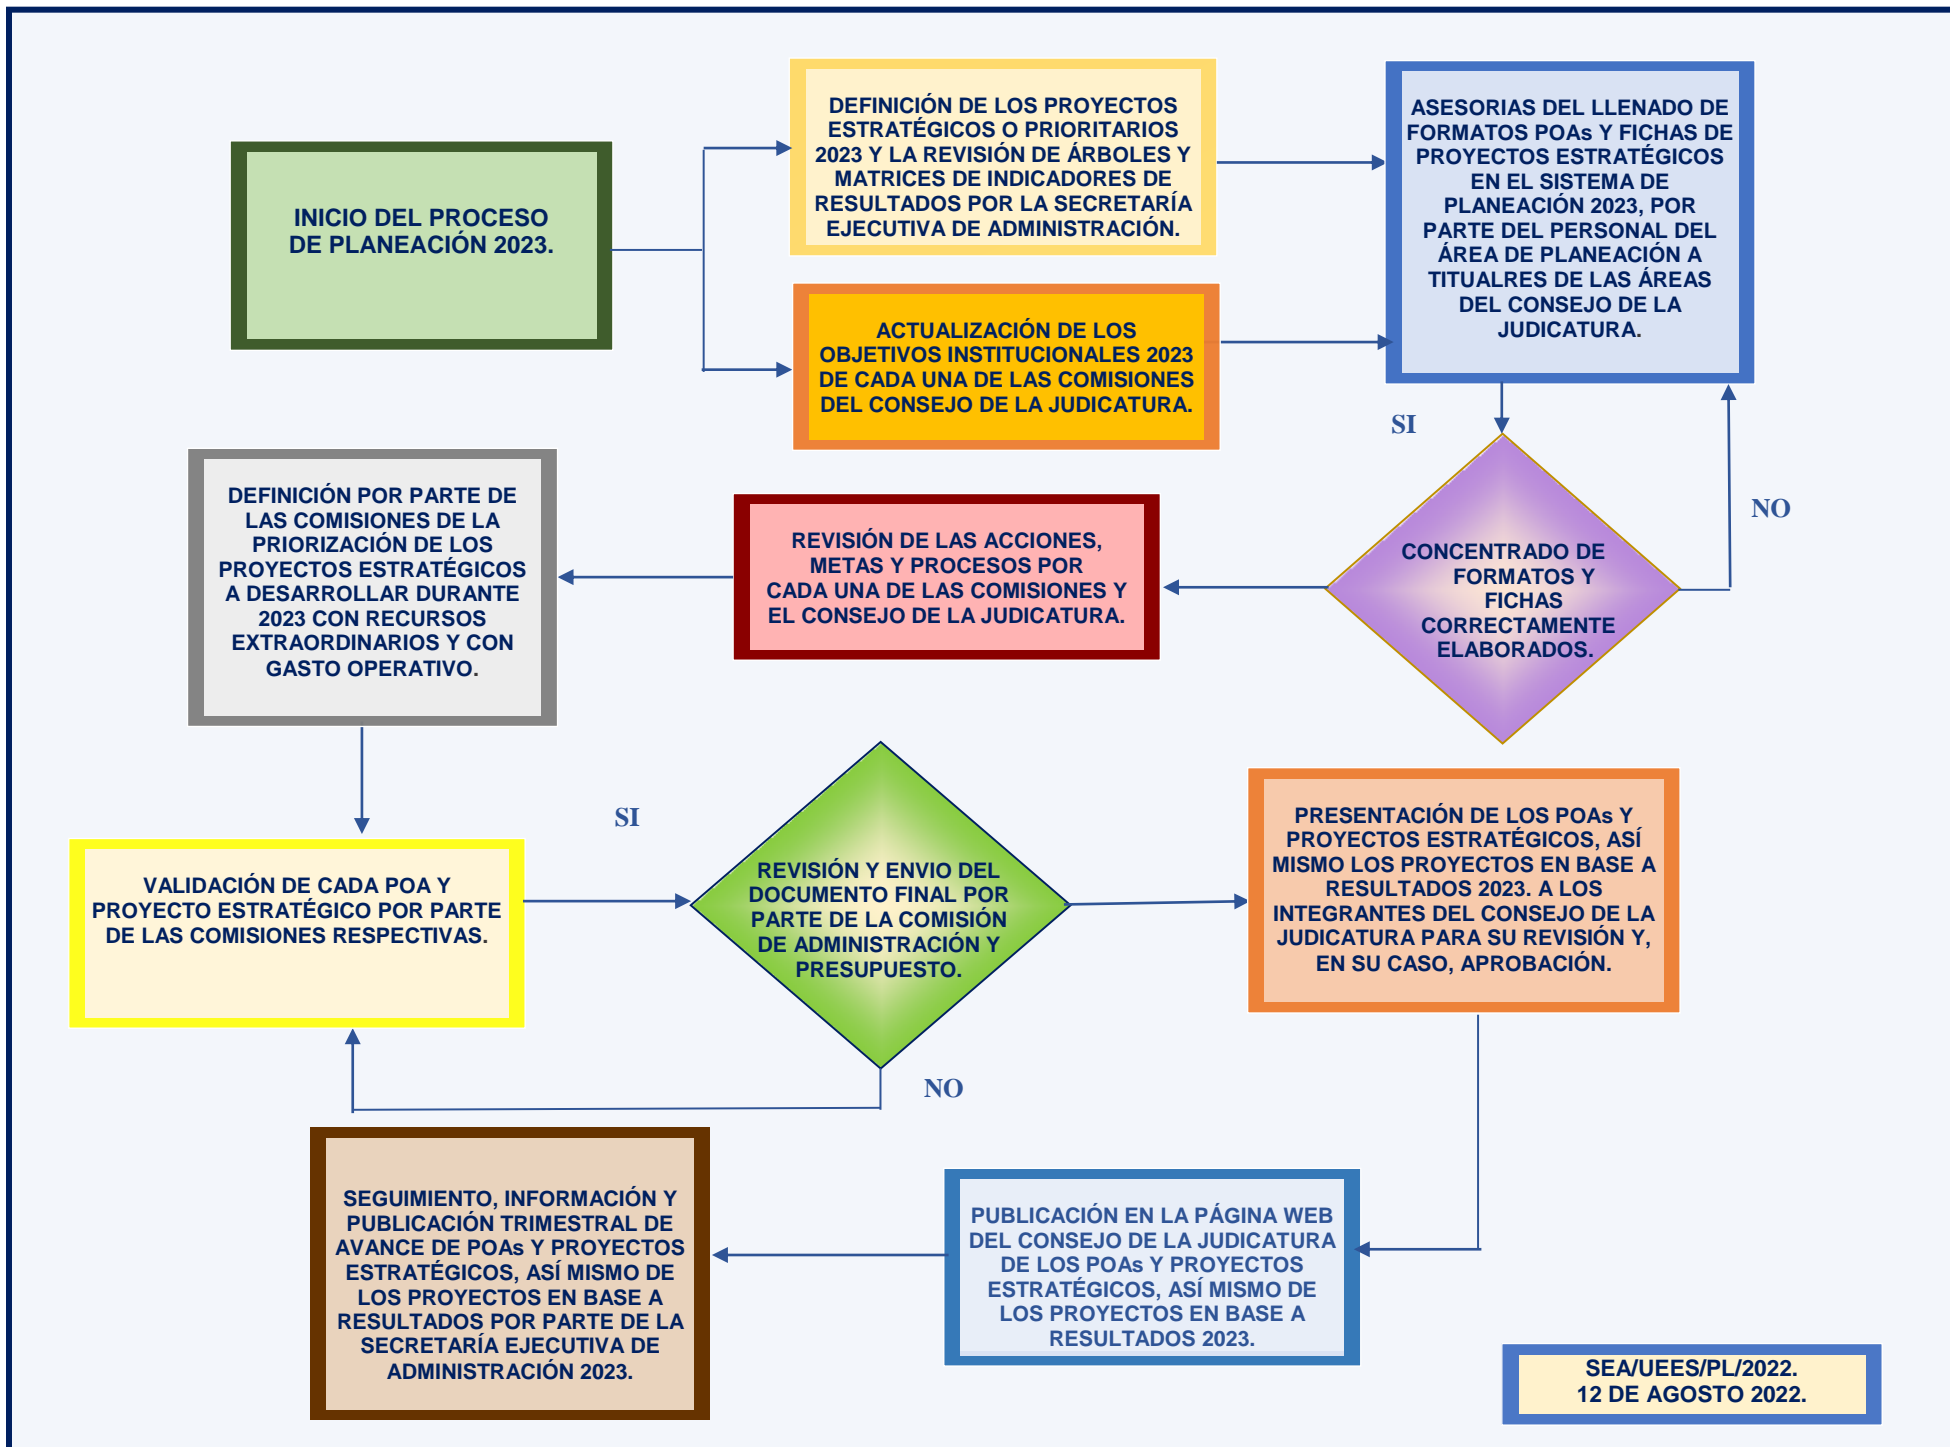 INICIO DEL PROCESO
DE PLANEACIÓN 2023.
DEFINICIÓN DE LOS PROYECTOS
ESTRATÉGICOS O PRIORITARIOS
2023 Y LA REVISIÓN DE ÁRBOLES Y
MATRICES DE INDICADORES DE
RESULTADOS POR LA SECRETARÍA
EJECUTIVA DE ADMINISTRACIÓN.
ACTUALIZACIÓN DE LOS
OBJETIVOS INSTITUCIONALES 2023
DE CADA UNA DE LAS COMISIONES
DEL CONSEJO DE LA JUDICATURA.
ASESORIAS DEL LLENADO DE
FORMATOS POAs Y FICHAS DE
PROYECTOS ESTRATÉGICOS
EN EL SISTEMA DE
PLANEACIÓN 2023, POR
PARTE DEL PERSONAL DEL
ÁREA DE PLANEACIÓN A
TITUALRES DE LAS ÁREAS
DEL CONSEJO DE LA
JUDICATURA.
SI
NO
CONCENTRADO DE
FORMATOS Y
FICHAS
CORRECTAMENTE
ELABORADOS.
REVISIÓN DE LAS ACCIONES,
METAS Y PROCESOS POR
CADA UNA DE LAS COMISIONES Y
EL CONSEJO DE LA JUDICATURA.
DEFINICIÓN POR PARTE DE
LAS COMISIONES DE LA
PRIORIZACIÓN DE LOS
PROYECTOS ESTRATÉGICOS
A DESARROLLAR DURANTE
2023 CON RECURSOS
EXTRAORDINARIOS Y CON
GASTO OPERATIVO.
VALIDACIÓN DE CADA POA Y
PROYECTO ESTRATÉGICO POR PARTE
DE LAS COMISIONES RESPECTIVAS.
SI
REVISIÓN Y ENVIO DEL
DOCUMENTO FINAL POR
PARTE DE LA COMISIÓN
DE ADMINISTRACIÓN Y
PRESUPUESTO.
NO
PRESENTACIÓN DE LOS POAs Y
PROYECTOS ESTRATÉGICOS, ASÍ
MISMO LOS PROYECTOS EN BASE A
RESULTADOS 2023. A LOS
INTEGRANTES DEL CONSEJO DE LA
JUDICATURA PARA SU REVISIÓN Y,
EN SU CASO, APROBACIÓN.
PUBLICACIÓN EN LA PÁGINA WEB
DEL CONSEJO DE LA JUDICATURA
DE LOS POAs Y PROYECTOS
ESTRATÉGICOS, ASÍ MISMO DE
LOS PROYECTOS EN BASE A
RESULTADOS 2023.
SEGUIMIENTO, INFORMACIÓN Y
PUBLICACIÓN TRIMESTRAL DE
AVANCE DE POAs Y PROYECTOS
ESTRATÉGICOS, ASÍ MISMO DE
LOS PROYECTOS EN BASE A
RESULTADOS POR PARTE DE LA
SECRETARÍA EJECUTIVA DE
ADMINISTRACIÓN 2023.
SEA/UEES/PL/2022.
12 DE AGOSTO 2022.